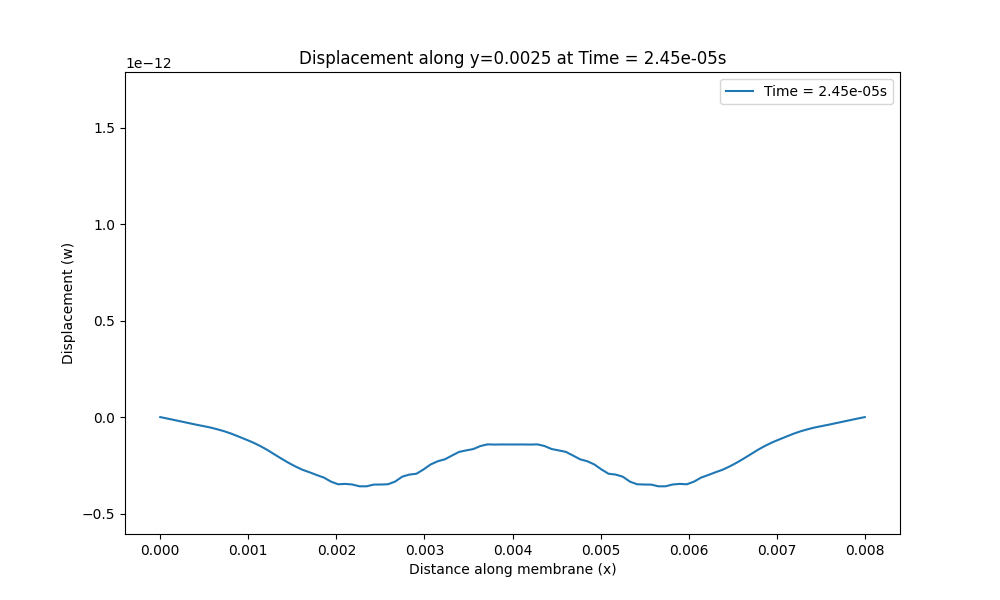 Displacement along y=0.0025 at Time = 2.45e-05s
1e−12
Time = 2.45e-05s
1.5
1.0
0.5
0.0
−0.5
Displacement (w)
0.000 0.001 0.002 0.003 0.004 0.005 0.006 0.007 0.008
Distance along membrane (x)